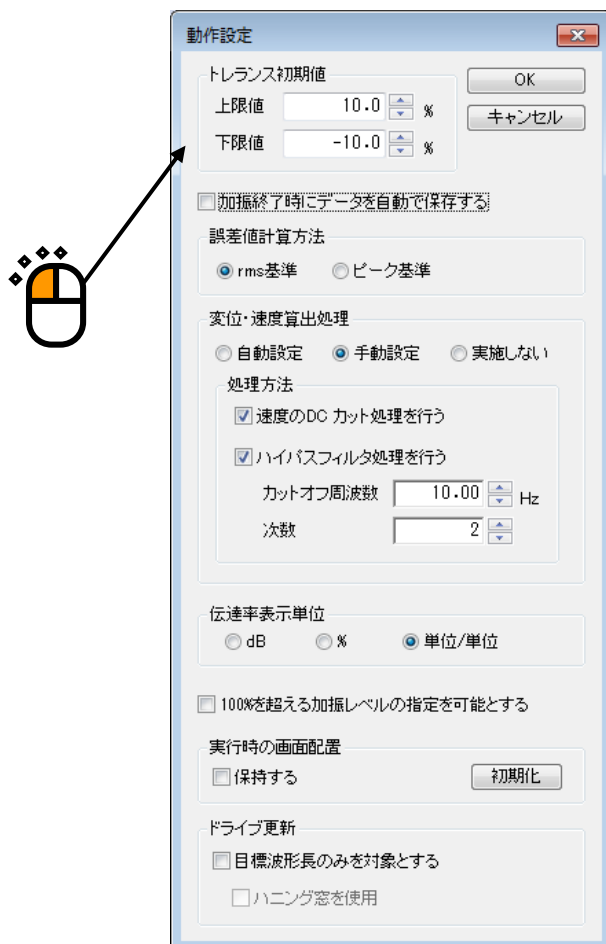 動作設定
トレランス初期値
OK
上限値 10.0 %
キャンセル
下限値 -10.0 %
加振終了時にデータを自動で保存する
誤差値計算方法
rms基準 ピーク基準
変位・速度算出処理
自動設定 手動設定 実施しない
処理方法
速度のDC カット処理を行う
ハイパスフィルタ処理を行う
カットオフ周波数 10.00 Hz
次数 2
伝達率表示単位
dB % 単位/単位
100%を超える加振レベルの指定を可能とする
実行時の画面配置
保持する 初期化
ドライブ更新
目標波形長のみを対象とする
ハニング窓を使用